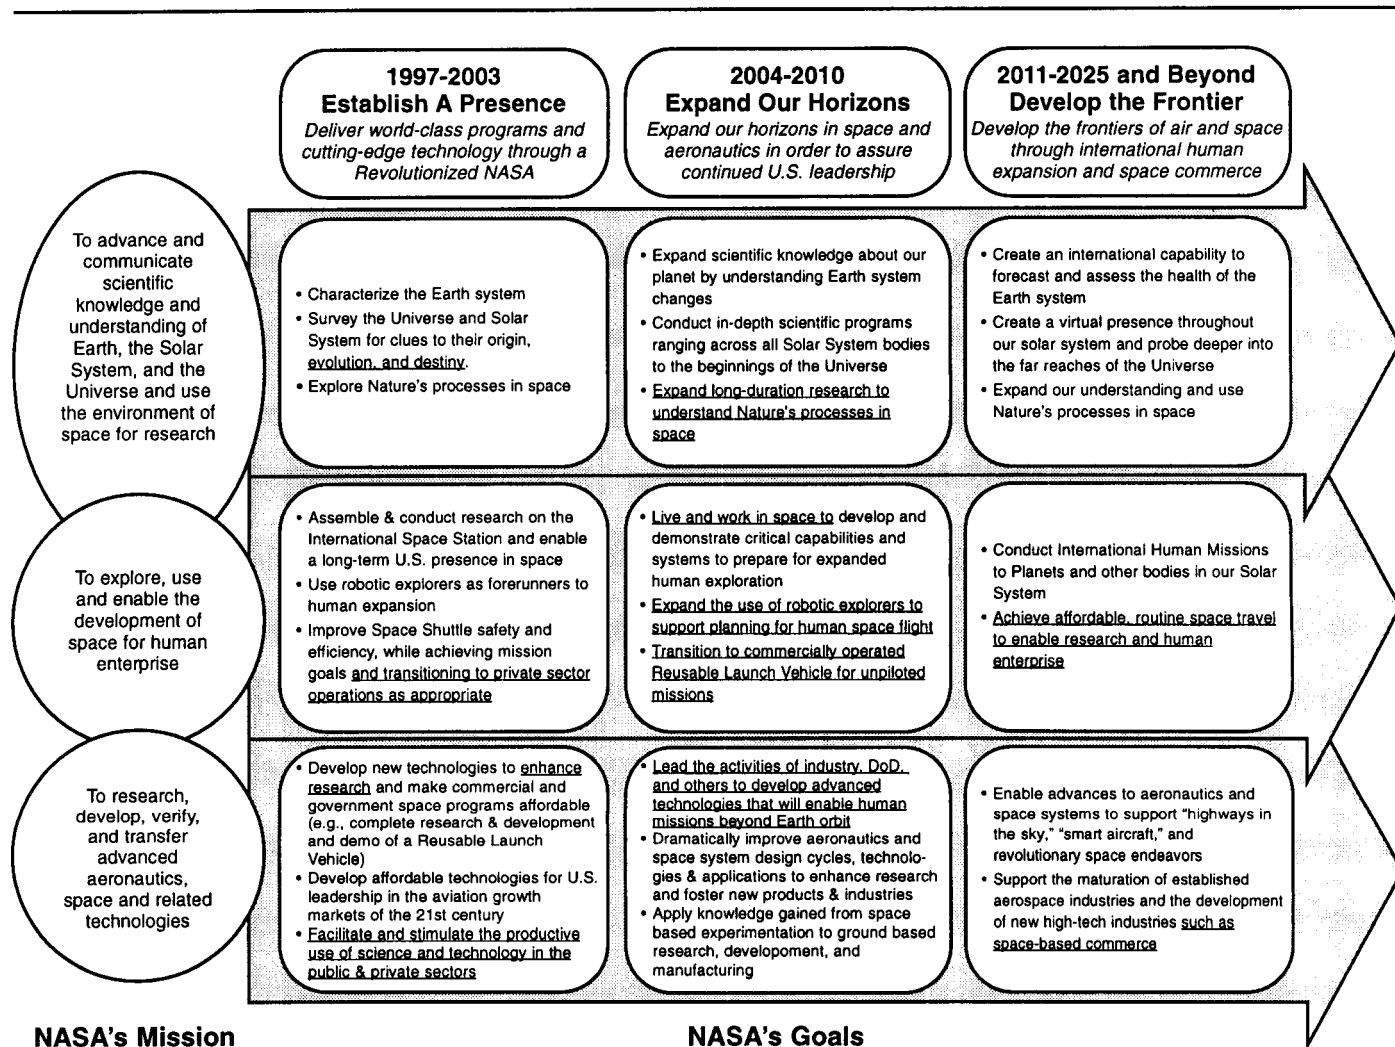 1997-2003
Establish A Presence
Deliver world-class programs and
cutting-edge technology through a
Revolutionized NASA
2004-2010
Expand Our Horizons
Expand our horizons in space and
aeronautics in order to assure
continued U.S. leadership
2011-2025 and Beyond
Develop the Frontier
Develop the frontiers of air and space
through international human
expansion and space commerce
To advance and
communicate
scientific
knowledge and
understanding of
Earth, the Solar
System, and the
Universe and use
the environment of
space for research
• Characterize the Earth system
• Survey the Universe and Solar
System for clues to their origin,
evolution, and destiny.
• Explore Nature's processes in space
• Expand scientific knowledge about our
planet by understanding Earth system
changes
• Conduct in-depth scientific programs
ranging across all Solar System bodies
to the beginnings of the Universe
• Expand long-duration research to
understand Nature's processes in
space
• Create an international capability to
forecast and assess the health of the
Earth system
• Create a virtual presence throughout
our solar system and probe deeper into
the far reaches of the Universe
• Expand our understanding and use
Nature's processes in space
To explore, use
and enable the
development of
space for human
enterprise
• Assemble & conduct research on the
International Space Station and enable
a long-term U.S. presence in space
• Use robotic explorers as forerunners to
human expansion
• Improve Space Shuttle safety and
efficiency, while achieving mission
goals and transitioning to private sector
operations as appropriate
• Live and work in space to develop and
demonstrate critical capabilities and
systems to prepare for expanded
human exploration
• Expand the use of robotic explorers to
support planning for human space flight
• Transition to commercially operated
Reusable Launch Vehicle for unpiloted
missions
• Conduct International Human Missions
to Planets and other bodies in our Solar
System
• Achieve affordable, routine space travel
to enable research and human
enterprise
To research,
develop, verify,
and transfer
advanced
aeronautics,
space and related
technologies
• Develop new technologies to enhance
research and make commercial and
government space programs affordable
(e.g., complete research & development
and demo of a Reusable Launch
Vehicle)
• Develop affordable technologies for U.S.
leadership in the aviation growth
markets of the 21st century
• Facilitate and stimulate the productive
use of science and technology in the
public & private sectors
• Lead the activities of industry, DoD,
and others to develop advanced
technologies that will enable human
missions beyond Earth orbit
• Dramatically improve aeronautics and
space system design cycles, technolo-
gies & applications to enhance research
and foster new products & industries
• Apply knowledge gained from space
based experimentation to ground based
research, developoment, and
manufacturing
• Enable advances to aeronautics and
space systems to support "highways in
the sky," "smart aircraft," and
revolutionary space endeavors
• Support the maturation of established
aerospace industries and the development
of new high-tech industries such as
space-based commerce
NASA's Mission
NASA's Goals